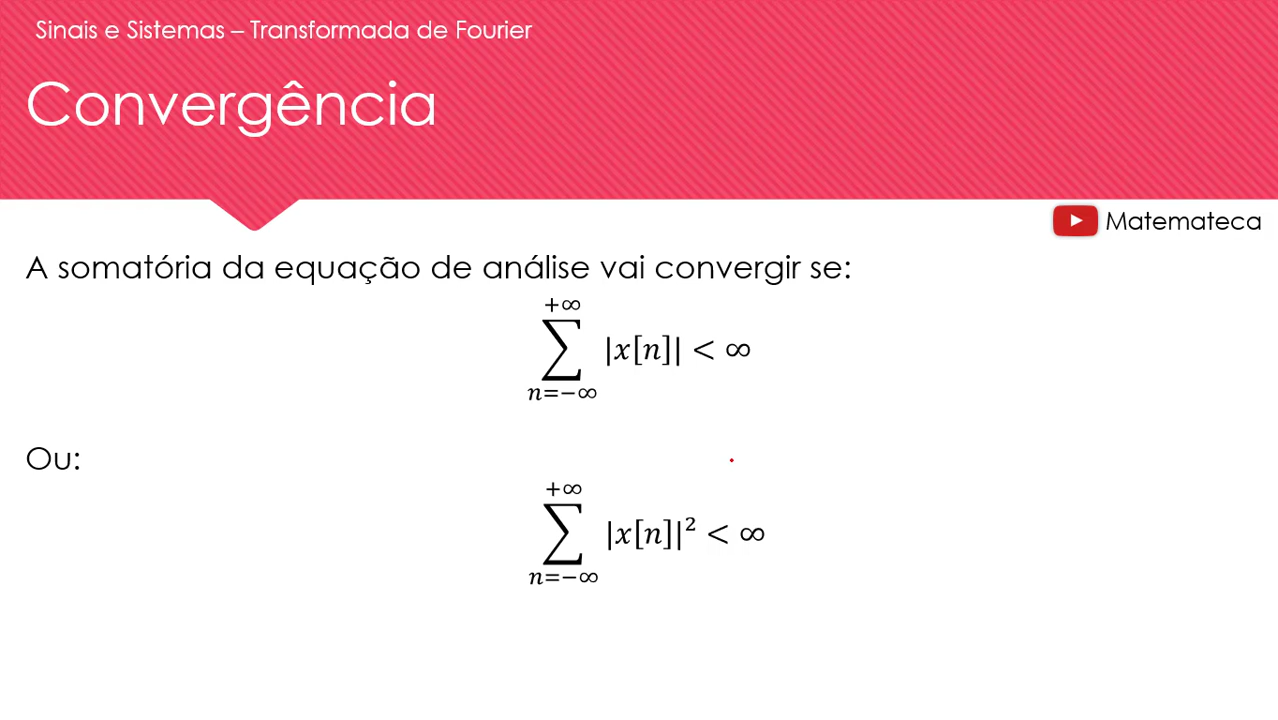 Sinais e Sistemas – Transformada de Fourier
Convergência
Matemateca
A somatória da equação de análise vai convergir se:
+∞
∑ |x[n]| < ∞
n=−∞
Ou:
+∞
∑ |x[n]|² < ∞
n=−∞